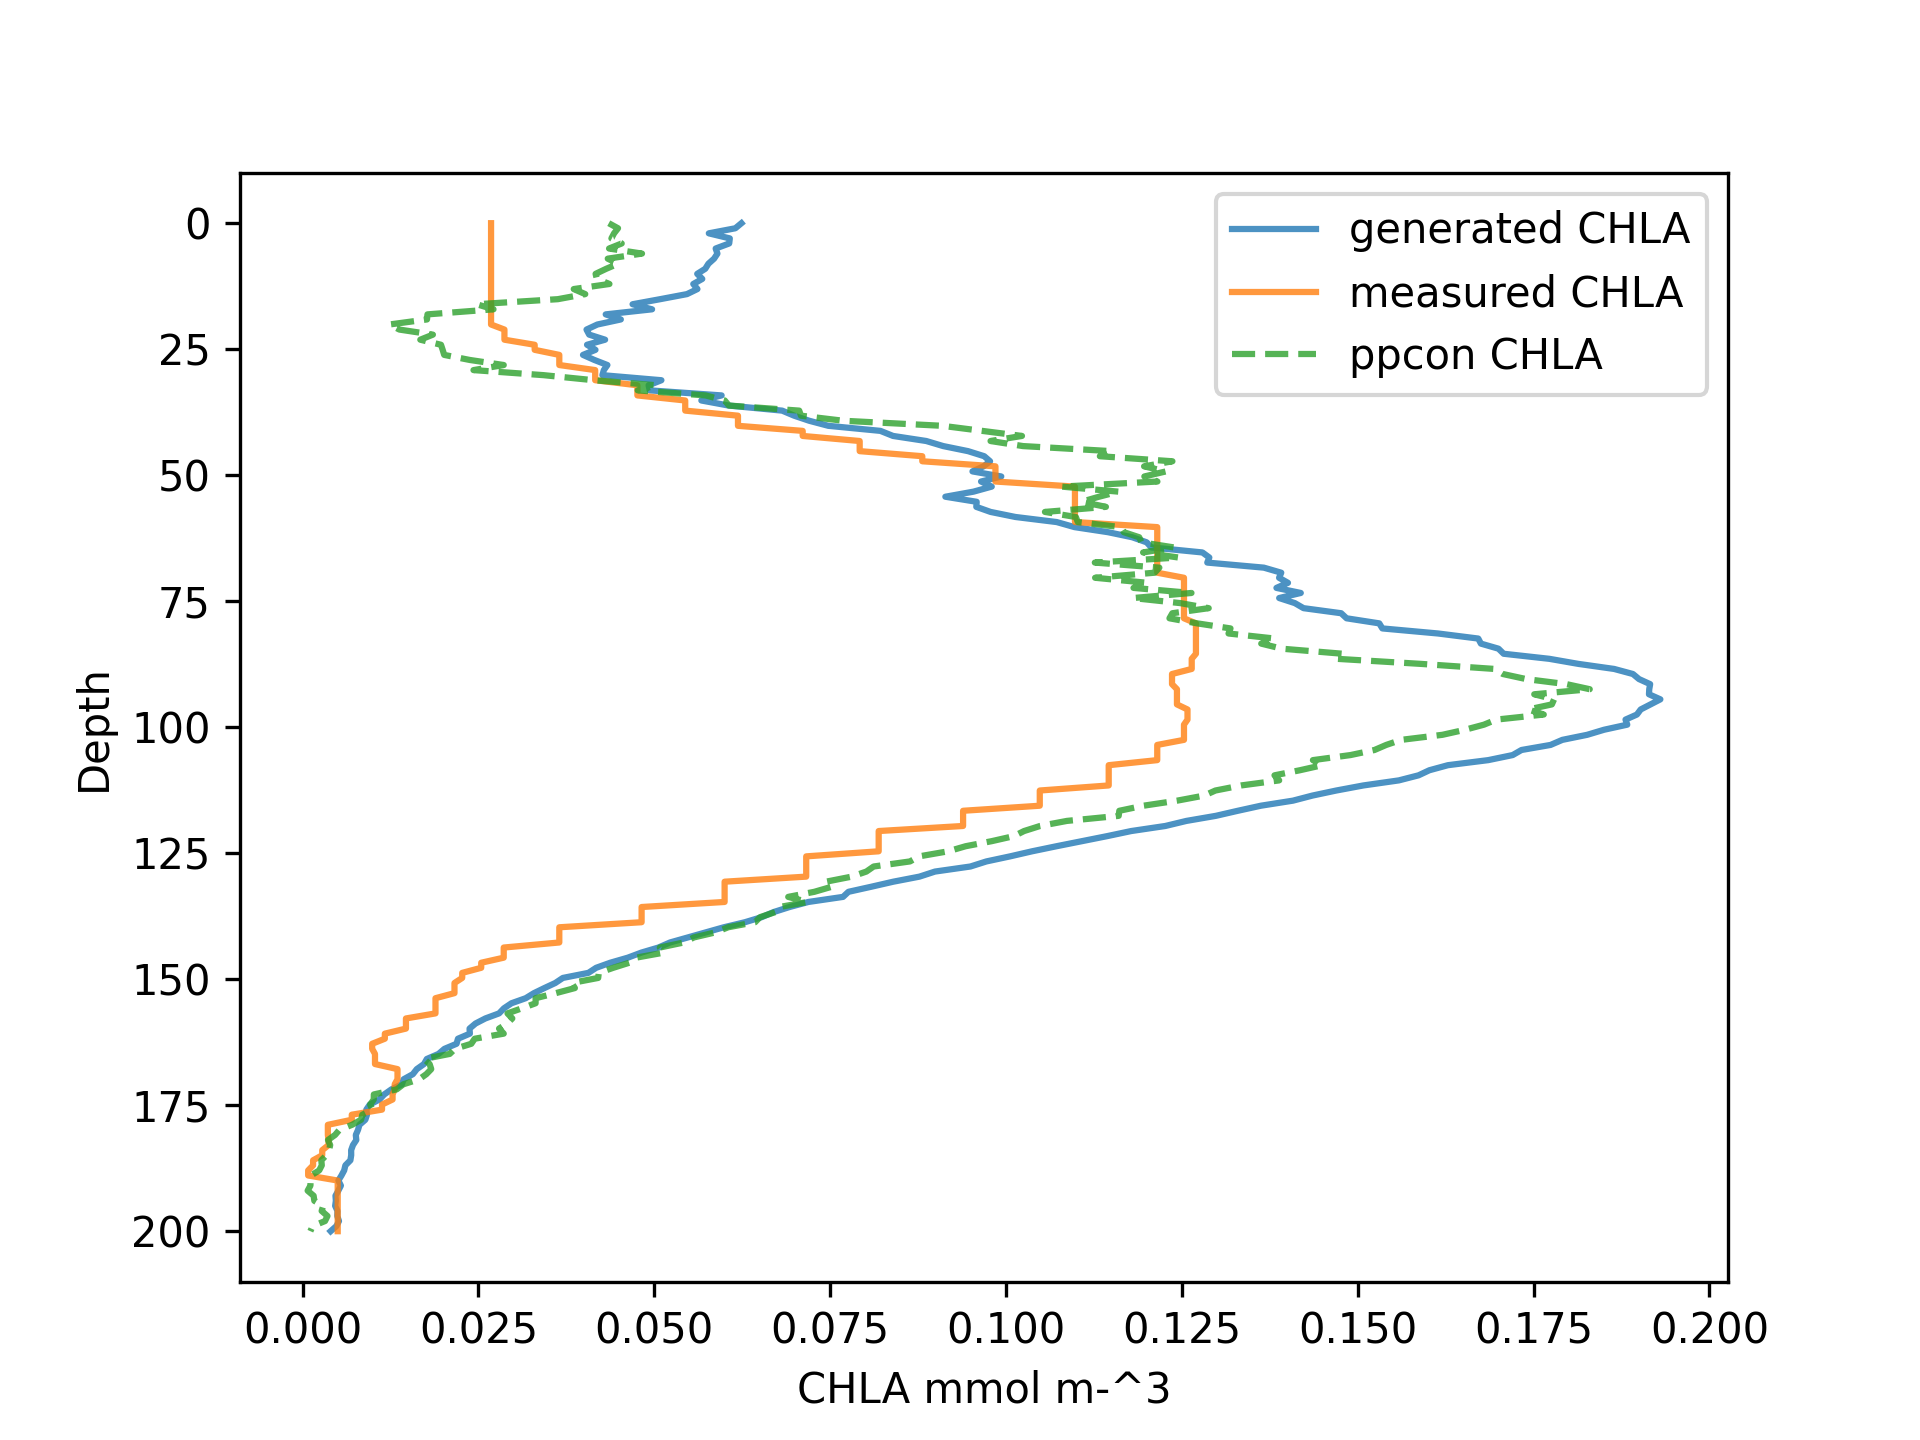 generated CHLA
measured CHLA
ppcon CHLA
0
25
50
75
100
125
150
175
200
Depth
0.000 0.025 0.050 0.075 0.100 0.125 0.150 0.175 0.200
CHLA mmol m-^3